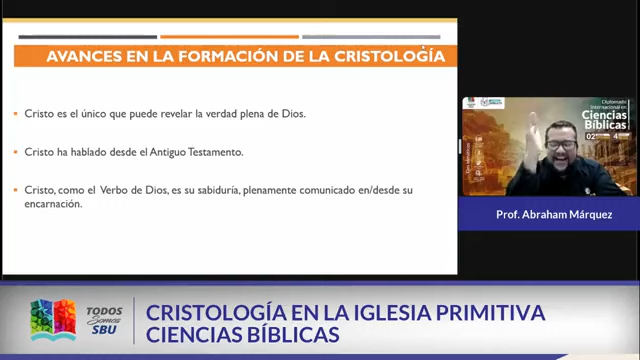 AVANCES EN LA FORMACIÓN DE LA CRISTOLOGÍA
Cristo es el único que puede revelar la verdad plena de Dios.
Cristo ha hablado desde el Antiguo Testamento.
Cristo, como el Verbo de Dios, es su sabiduría, plenamente comunicado en/desde su
encarnación.
Diplomado
Internacional en
Ciencias
Bíblicas
Prof. Abraham Márquez
TODOS
Somos
SBU
CRISTOLOGÍA EN LA IGLESIA PRIMITIVA
CIENCIAS BÍBLICAS